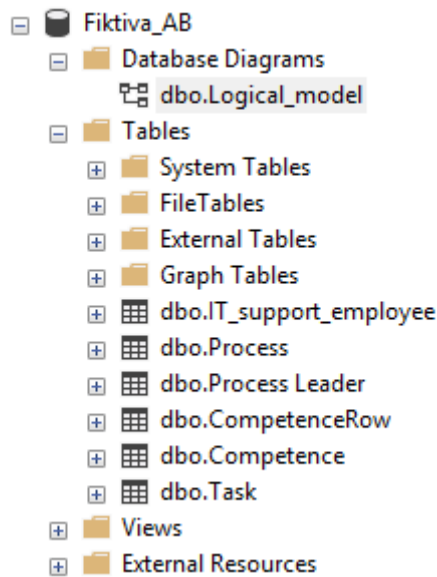 Fiktiva_AB
Database Diagrams
dbo.Logical_model
Tables
System Tables
FileTables
External Tables
Graph Tables
dbo.IT_support_employee
dbo.Process
dbo.Process Leader
dbo.CompetenceRow
dbo.Competence
dbo.Task
Views
External Resources